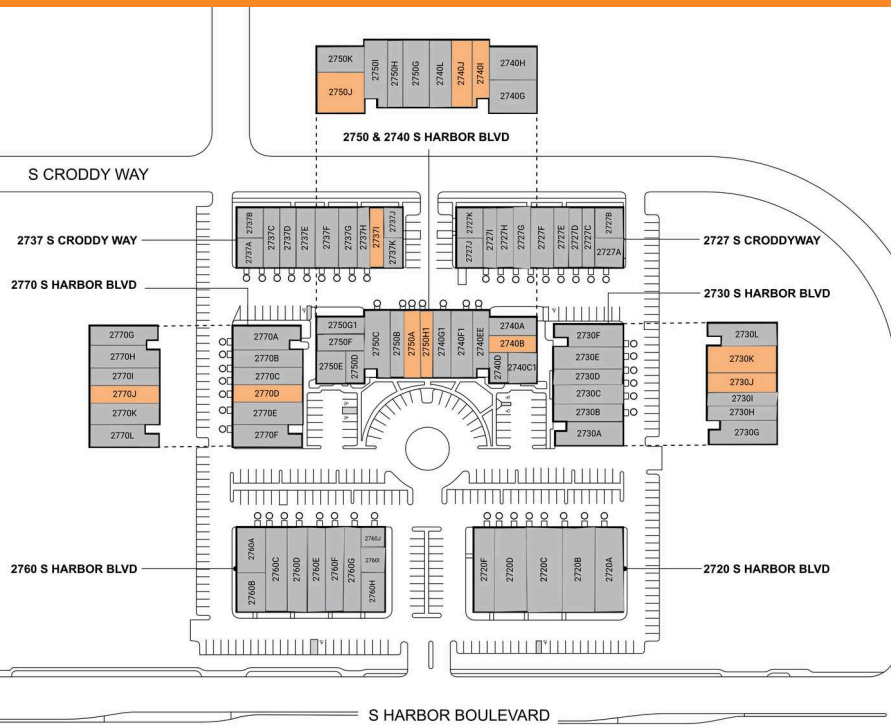 2750K
2750J
2750I
2750H
2750G
2740L
2740J
2740I
2740H
2740G
2750 & 2740 S HARBOR BLVD
S CRODDY WAY
2737 S CRODDY WAY
2737B
2737A
2737C
2737D
2737E
2737F
2737G
2737H
2737I
2737J
2737K
2727K
2727J
2727I
2727H
2727G
2727F
2727E
2727D
2727C
2727B
2727A
2727 S CRODDYWAY
2770 S HARBOR BLVD
2730 S HARBOR BLVD
2770G
2770H
2770I
2770J
2770K
2770L
2770A
2770B
2770C
2770D
2770E
2770F
2750G1
2750F
2750E
2750D
2750C
2750B
2750A
2750H1
2740G1
2740F1
2740EE
2740A
2740B
2740D
2740C1
2730F
2730E
2730D
2730C
2730B
2730A
2730L
2730K
2730J
2730I
2730H
2730G
2760 S HARBOR BLVD
2760A
2760B
2760C
2760D
2760E
2760F
2760G
2760J
2760I
2760H
2720F
2720D
2720C
2720B
2720A
2720 S HARBOR BLVD
S HARBOR BOULEVARD